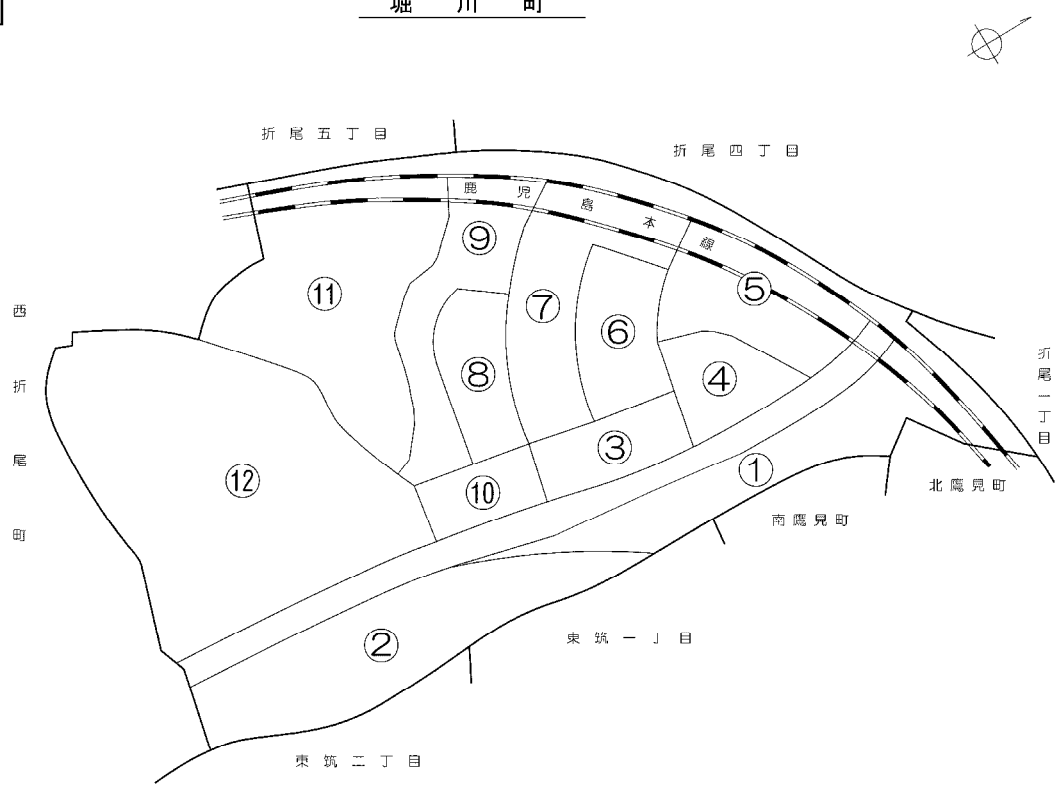 堀川町
折尾五丁目
折尾四丁目
鹿児島本線
⑨
⑤
⑪
⑦
⑥
西折尾町
折尾一丁目
⑧
④
③
①
⑫
⑩
北鷹見町
南鷹見町
②
東筑一丁目
東筑二丁目